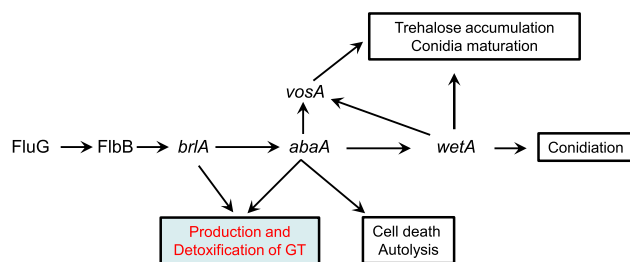 Trehalose accumulation
Conidia maturation
vosA
FluG
FlbB
brlA
abaA
wetA
Conidiation
Production and
Detoxification of GT
Cell death
Autolysis